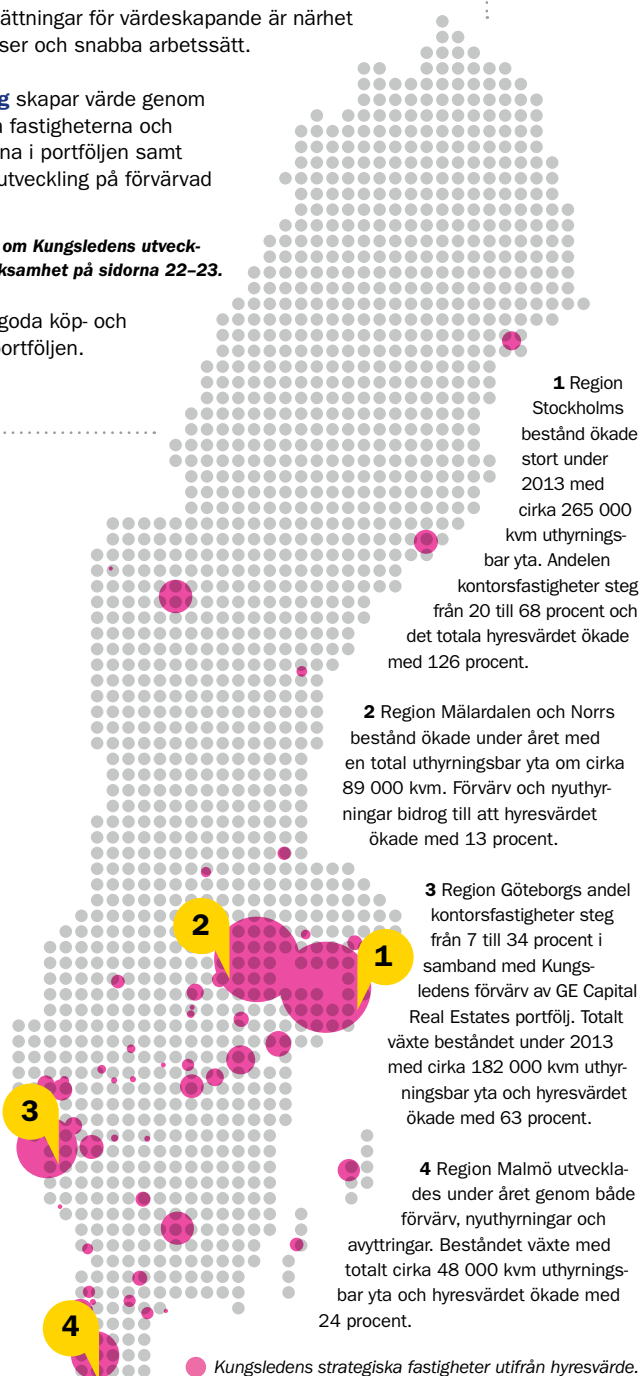 ättningar för värdeskapande är närhet
ser och snabba arbetssätt.
g skapar värde genom
fastigheterna och
na i portföljen samt
utveckling på förvärvad
om Kungsledens utveck-
ksamhet på sidorna 22–23.
goda köp- och
portföljen.
1 Region
Stockholms
bestånd ökade
stort under
2013 med
cirka 265 000
kvm uthyrnings-
bar yta. Andelen
kontorsfastigheter steg
från 20 till 68 procent och
det totala hyresvärdet ökade
med 126 procent.
2 Region Mälardalen och Norrs
bestånd ökade under året med
en total uthyrningsbar yta om cirka
89 000 kvm. Förvärv och nyuthyr-
ningar bidrog till att hyresvärdet
ökade med 13 procent.
3 Region Göteborgs andel
kontorsfastigheter steg
från 7 till 34 procent i
samband med Kungs-
ledens förvärv av GE Capital
Real Estates portfölj. Totalt
växte beståndet under 2013
med cirka 182 000 kvm uthyr-
ningsbar yta och hyresvärdet
ökade med 63 procent.
4 Region Malmö utveckla-
des under året genom både
förvärv, nyuthyrningar och
avyttringar. Beståndet växte med
totalt cirka 48 000 kvm uthyrnings-
bar yta och hyresvärdet ökade med
24 procent.
2
1
3
4
Kungsledens strategiska fastigheter utifrån hyresvärde.